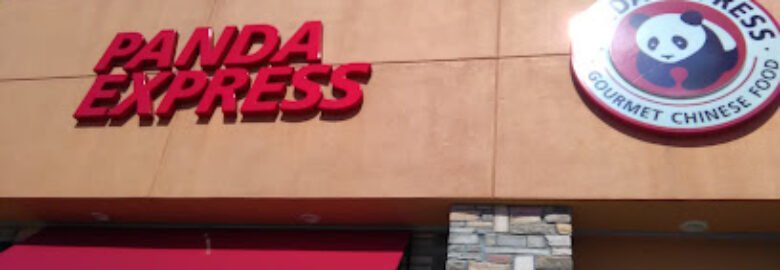 PANDA
EXPRESS
GOURMET CHINESE FOOD